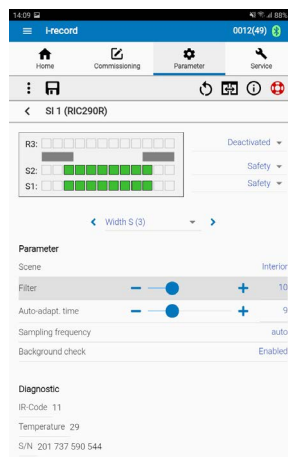 14:09 88%
i-record 0012(49)
Home Commissioning Parameter Service
SI 1 (RIC290R)
R3: Deactivated
S2: Safety
S1: Safety
Width S (3)
Parameter
Scene Interior
Filter 10
Auto-adapt. time 9
Sampling frequency auto
Background check Enabled
Diagnostic
IR-Code 11
Temperature 29
S/N 201 737 590 544